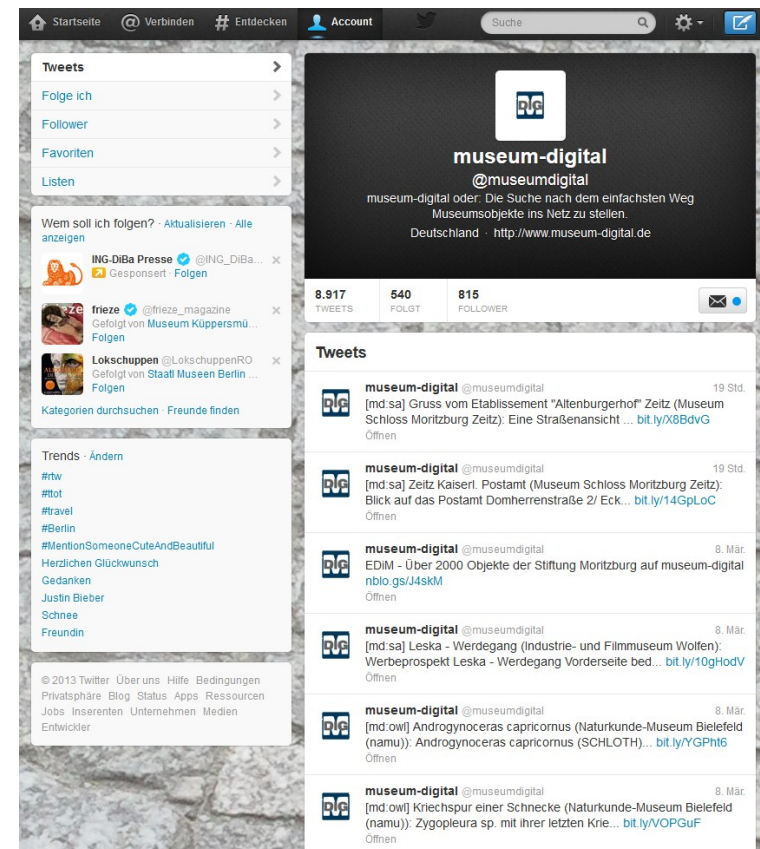 Startseite Verbinden Entdecken Account Suche
Tweets
Folge ich
Follower
Favoriten
Listen
Wem soll ich folgen? · Aktualisieren · Alle
anzeigen
ING-DiBa Presse @ING_DiBa...
Gesponsert · Folgen
frieze @frieze_magazine
Gefolgt von Museum Küppersmü...
Folgen
Lokschuppen @LokschuppenRO
Gefolgt von Staatl Museen Berlin ...
Folgen
Kategorien durchsuchen · Freunde finden
Trends · Ändern
#rtw
#ttot
#travel
#Berlin
#MentionSomeoneCuteAndBeautiful
Herzlichen Glückwunsch
Gedanken
Justin Bieber
Schnee
Freundin
© 2013 Twitter Über uns Hilfe Bedingungen
Privatsphäre Blog Status Apps Ressourcen
Jobs Inserenten Unternehmen Medien
Entwickler
DIG
museum-digital
@museumdigital
museum-digital oder: Die Suche nach dem einfachsten Weg
Museumsobjekte ins Netz zu stellen.
Deutschland · http://www.museum-digital.de
8.917 540 815
TWEETS FOLGT FOLLOWER
Tweets
museum-digital @museumdigital 19 Std.
DIG
[md:sa] Gruss vom Etablissement "Altenburgerhof" Zeitz (Museum
Schloss Moritzburg Zeitz): Eine Straßenansicht ... bit.ly/X8BdvG
Öffnen
museum-digital @museumdigital 19 Std.
DIG
[md:sa] Zeitz Kaiserl. Postamt (Museum Schloss Moritzburg Zeitz):
Blick auf das Postamt Domherrenstraße 2/ Eck... bit.ly/14GpLoC
Öffnen
museum-digital @museumdigital 8. Mär.
DIG
EDiM - Über 2000 Objekte der Stiftung Moritzburg auf museum-digital
nblo.gs/J4skM
Öffnen
museum-digital @museumdigital 8. Mär.
DIG
[md:sa] Leska - Werdegang (Industrie- und Filmmuseum Wolfen):
Werbeprospekt Leska - Werdegang Vorderseite bed... bit.ly/10gHodV
Öffnen
museum-digital @museumdigital 8. Mär.
DIG
[md:owl] Androgynoceras capricornus (Naturkunde-Museum Bielefeld
(namu)): Androgynoceras capricornus (SCHLOTH)... bit.ly/YGPht6
Öffnen
museum-digital @museumdigital 8. Mär.
DIG
[md:owl] Kriechspur einer Schnecke (Naturkunde-Museum Bielefeld
(namu)): Zygopleura sp. mit ihrer letzten Krie... bit.ly/VOPGuF
Öffnen